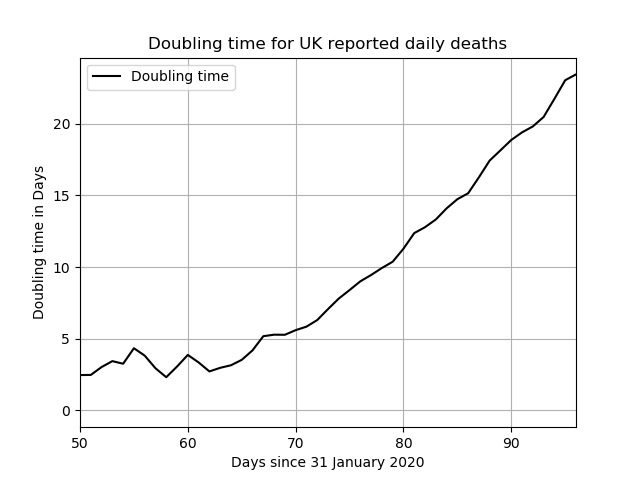 Doubling time for UK reported daily deaths
Doubling time
Doubling time in Days
20
15
10
5
0
50 60 70 80 90
Days since 31 January 2020